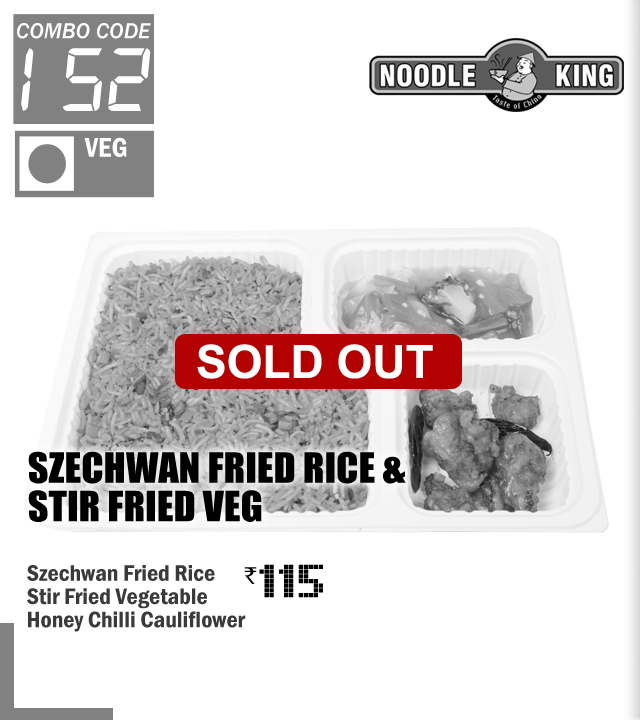 COMBO CODE
152
VEG
NOODLE KING
Taste of China
SOLD OUT
SZECHWAN FRIED RICE &
STIR FRIED VEG
Szechwan Fried Rice
₹115
Stir Fried Vegetable
Honey Chilli Cauliflower